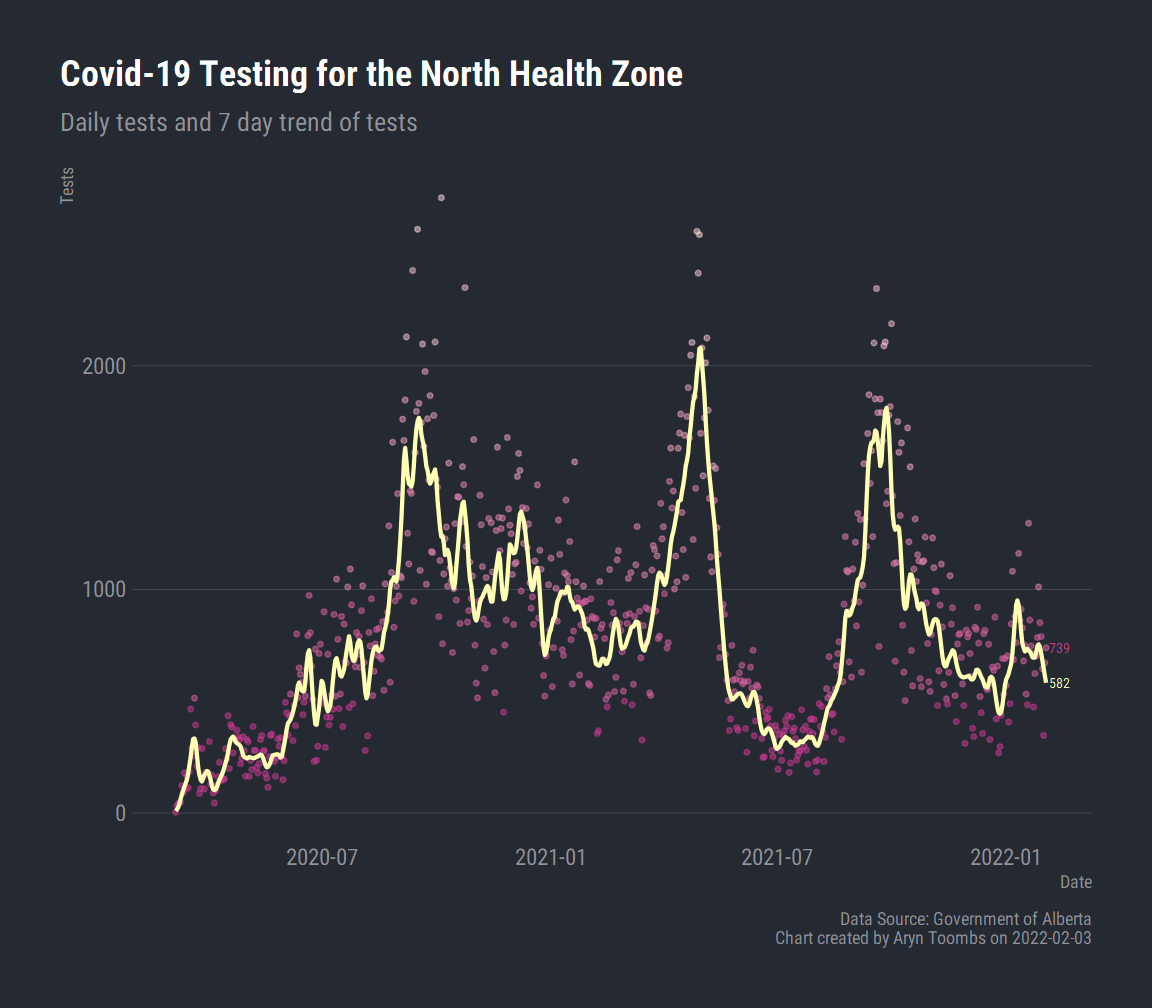 Covid-19 Testing for the North Health Zone
Daily tests and 7 day trend of tests
Tests
2000
1000
0
739
582
2020-07
2021-01
2021-07
2022-01
Date
Data Source: Government of Alberta
Chart created by Aryn Toombs on 2022-02-03